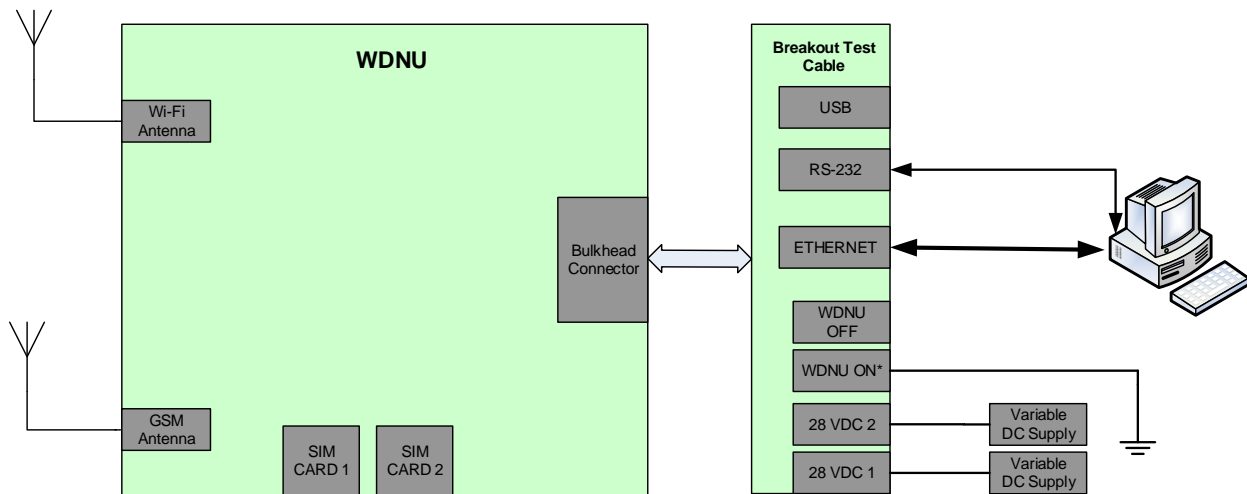 WDNU
Wi-Fi
Antenna
Bulkhead
Connector
GSM
Antenna
SIM
CARD 1
SIM
CARD 2
Breakout Test
Cable
USB
RS-232
ETHERNET
WDNU
OFF
WDNU ON*
28 VDC 2
Variable
DC Supply
28 VDC 1
Variable
DC Supply